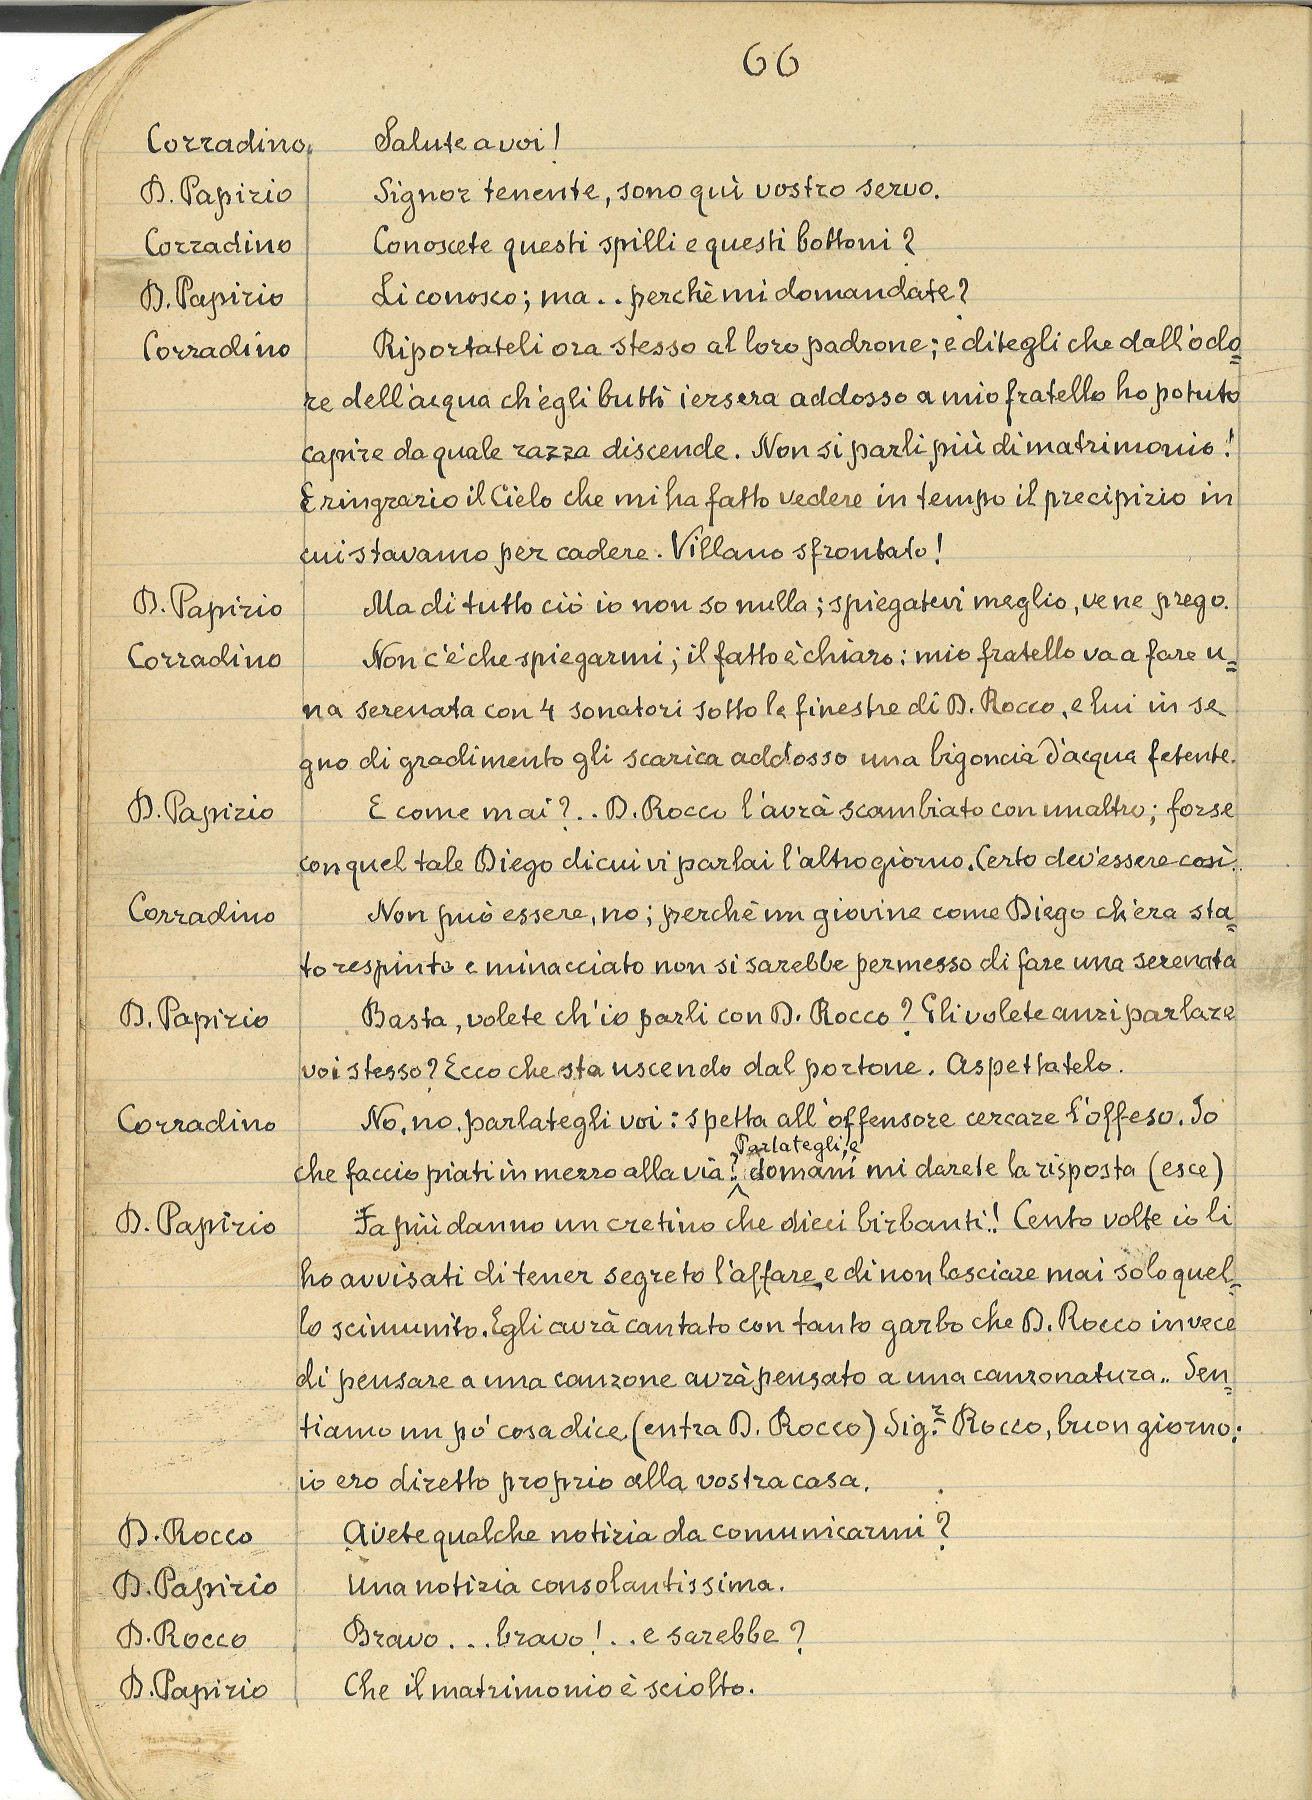 66
Corradino. Salute a voi!
D. Papirio Signor tenente, sono quì vostro servo.
Corradino Conoscete questi spilli e questi bottoni?
D. Papirio Li conosco; ma.. perchè mi domandate?
Corradino Riportateli ora stesso al loro padrone; e ditegli che dall'odo=
re dell'acqua ch'egli buttò iersera addosso a mio fratello ho potuto
capire da quale razza discende. Non si parli più di matrimonio!
E ringrazio il Cielo che mi ha fatto vedere in tempo il precipizio in
cui stavamo per cadere. Villano sfrontato!
D. Papirio Ma di tutto ciò io non so nulla; spiegatevi meglio, ve ne prego.
Corradino Non c'è che spiegarmi; il fatto è chiaro: mio fratello va a fare u=
na serenata con 4 sonatori sotto le finestre di D. Rocco, e lui in se
gno di gradimento gli scarica addosso una bigoncia d'acqua fetente.
D. Papirio E come mai?.. D. Rocco l'avrà scambiato con un altro; forse
con quel tale Diego di cui vi parlai l'altro giorno. Certo dev'essere così..
Corradino Non può essere, no; perchè un giovine come Diego ch'era sta=
to respinto e minacciato non si sarebbe permesso di fare una serenata
D. Papirio Basta, volete ch'io parli con D. Rocco? Gli volete anzi parlare
voi stesso? Ecco che sta uscendo dal portone. Aspettatelo.
Corradino No, no. parlategli voi: spetta all'offensore cercare l'offeso. Io
Parlategli, e
che faccio piati in mezzo alla via? domani mi darete la risposta (esce)
D. Papirio Fa più danno un cretino che dieci birbanti! Cento volte io li
ho avvisati di tener segreto l'affare, e di non lasciare mai solo quel=
lo scimunito. Egli avrà cantato con tanto garbo che D. Rocco invece
di pensare a una canzone avrà pensato a una canzonatura.. Sen=
tiamo un pò cosa dice (entra D. Rocco) Sig.r Rocco, buon giorno;
io ero diretto proprio alla vostra casa.
D. Rocco Avete qualche notizia da comunicarmi?
D. Papirio Una notizia consolantissima.
D. Rocco Bravo... bravo!.. e sarebbe?
D. Papirio Che il matrimonio è sciolto.